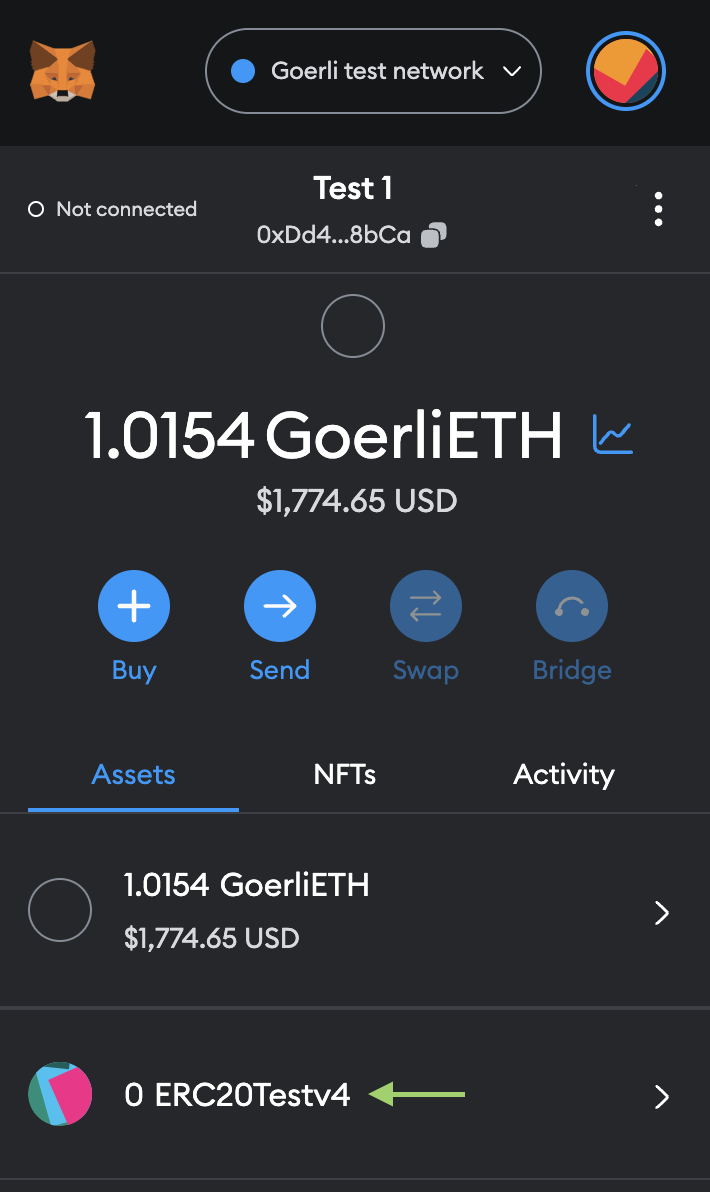 Goerli test network
Test 1
Not connected
0xDd4...8bCa
1.0154 GoerliETH
$1,774.65 USD
Buy Send Swap Bridge
Assets NFTs Activity
1.0154 GoerliETH
$1,774.65 USD
0 ERC20Testv4